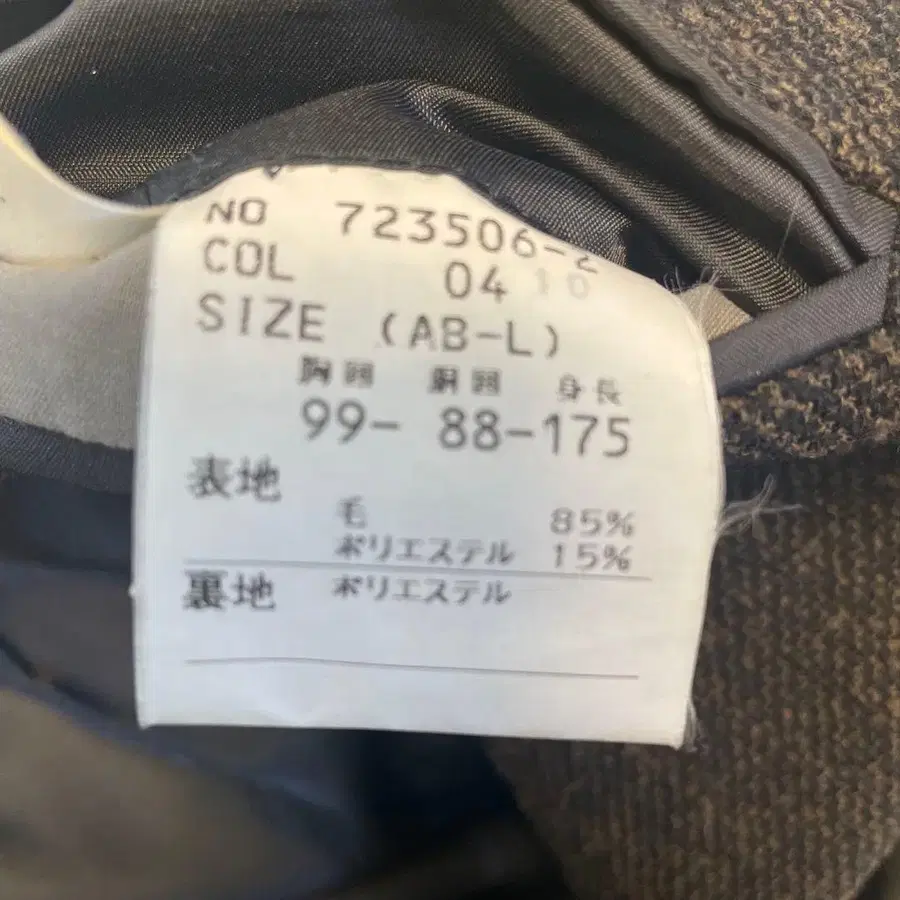 NO 723506-2
COL 04 10
SIZE (AB-L)
胸囲 胴囲 身長
99- 88-175
表地
毛 85%
ポリエステル 15%
裏地 ポリエステル